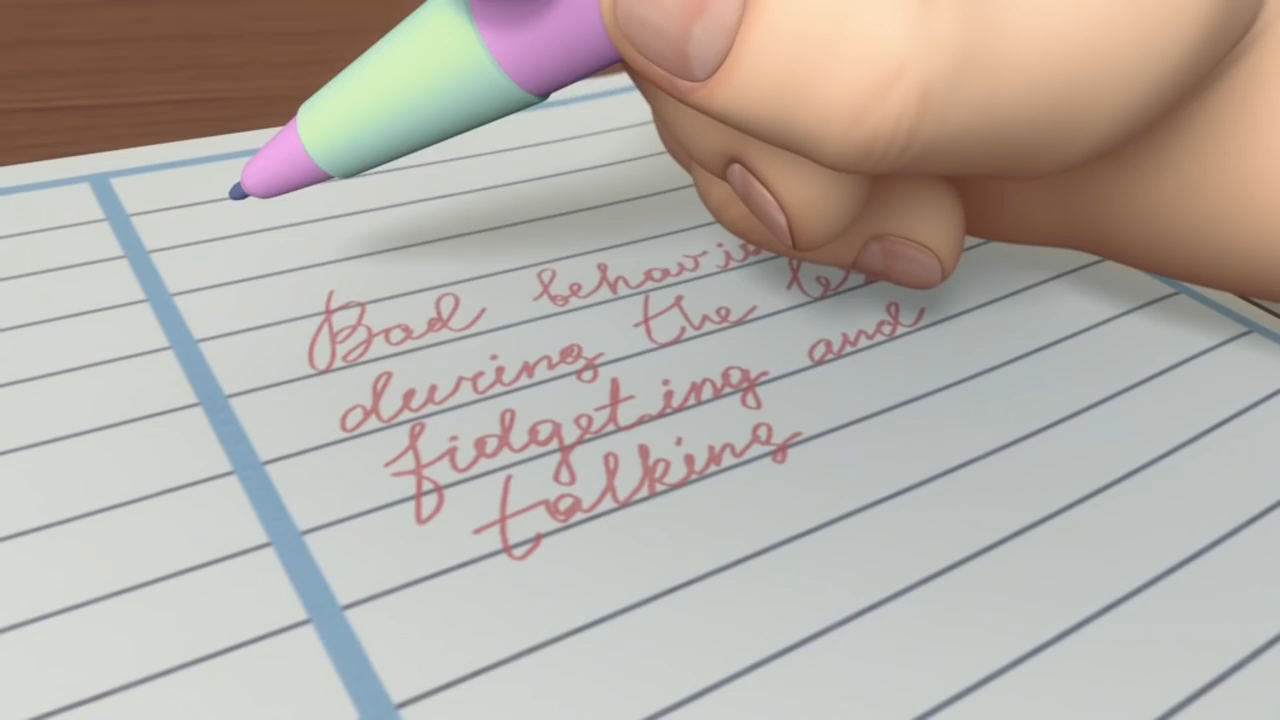 Bad
during the
fidgeting and
talking